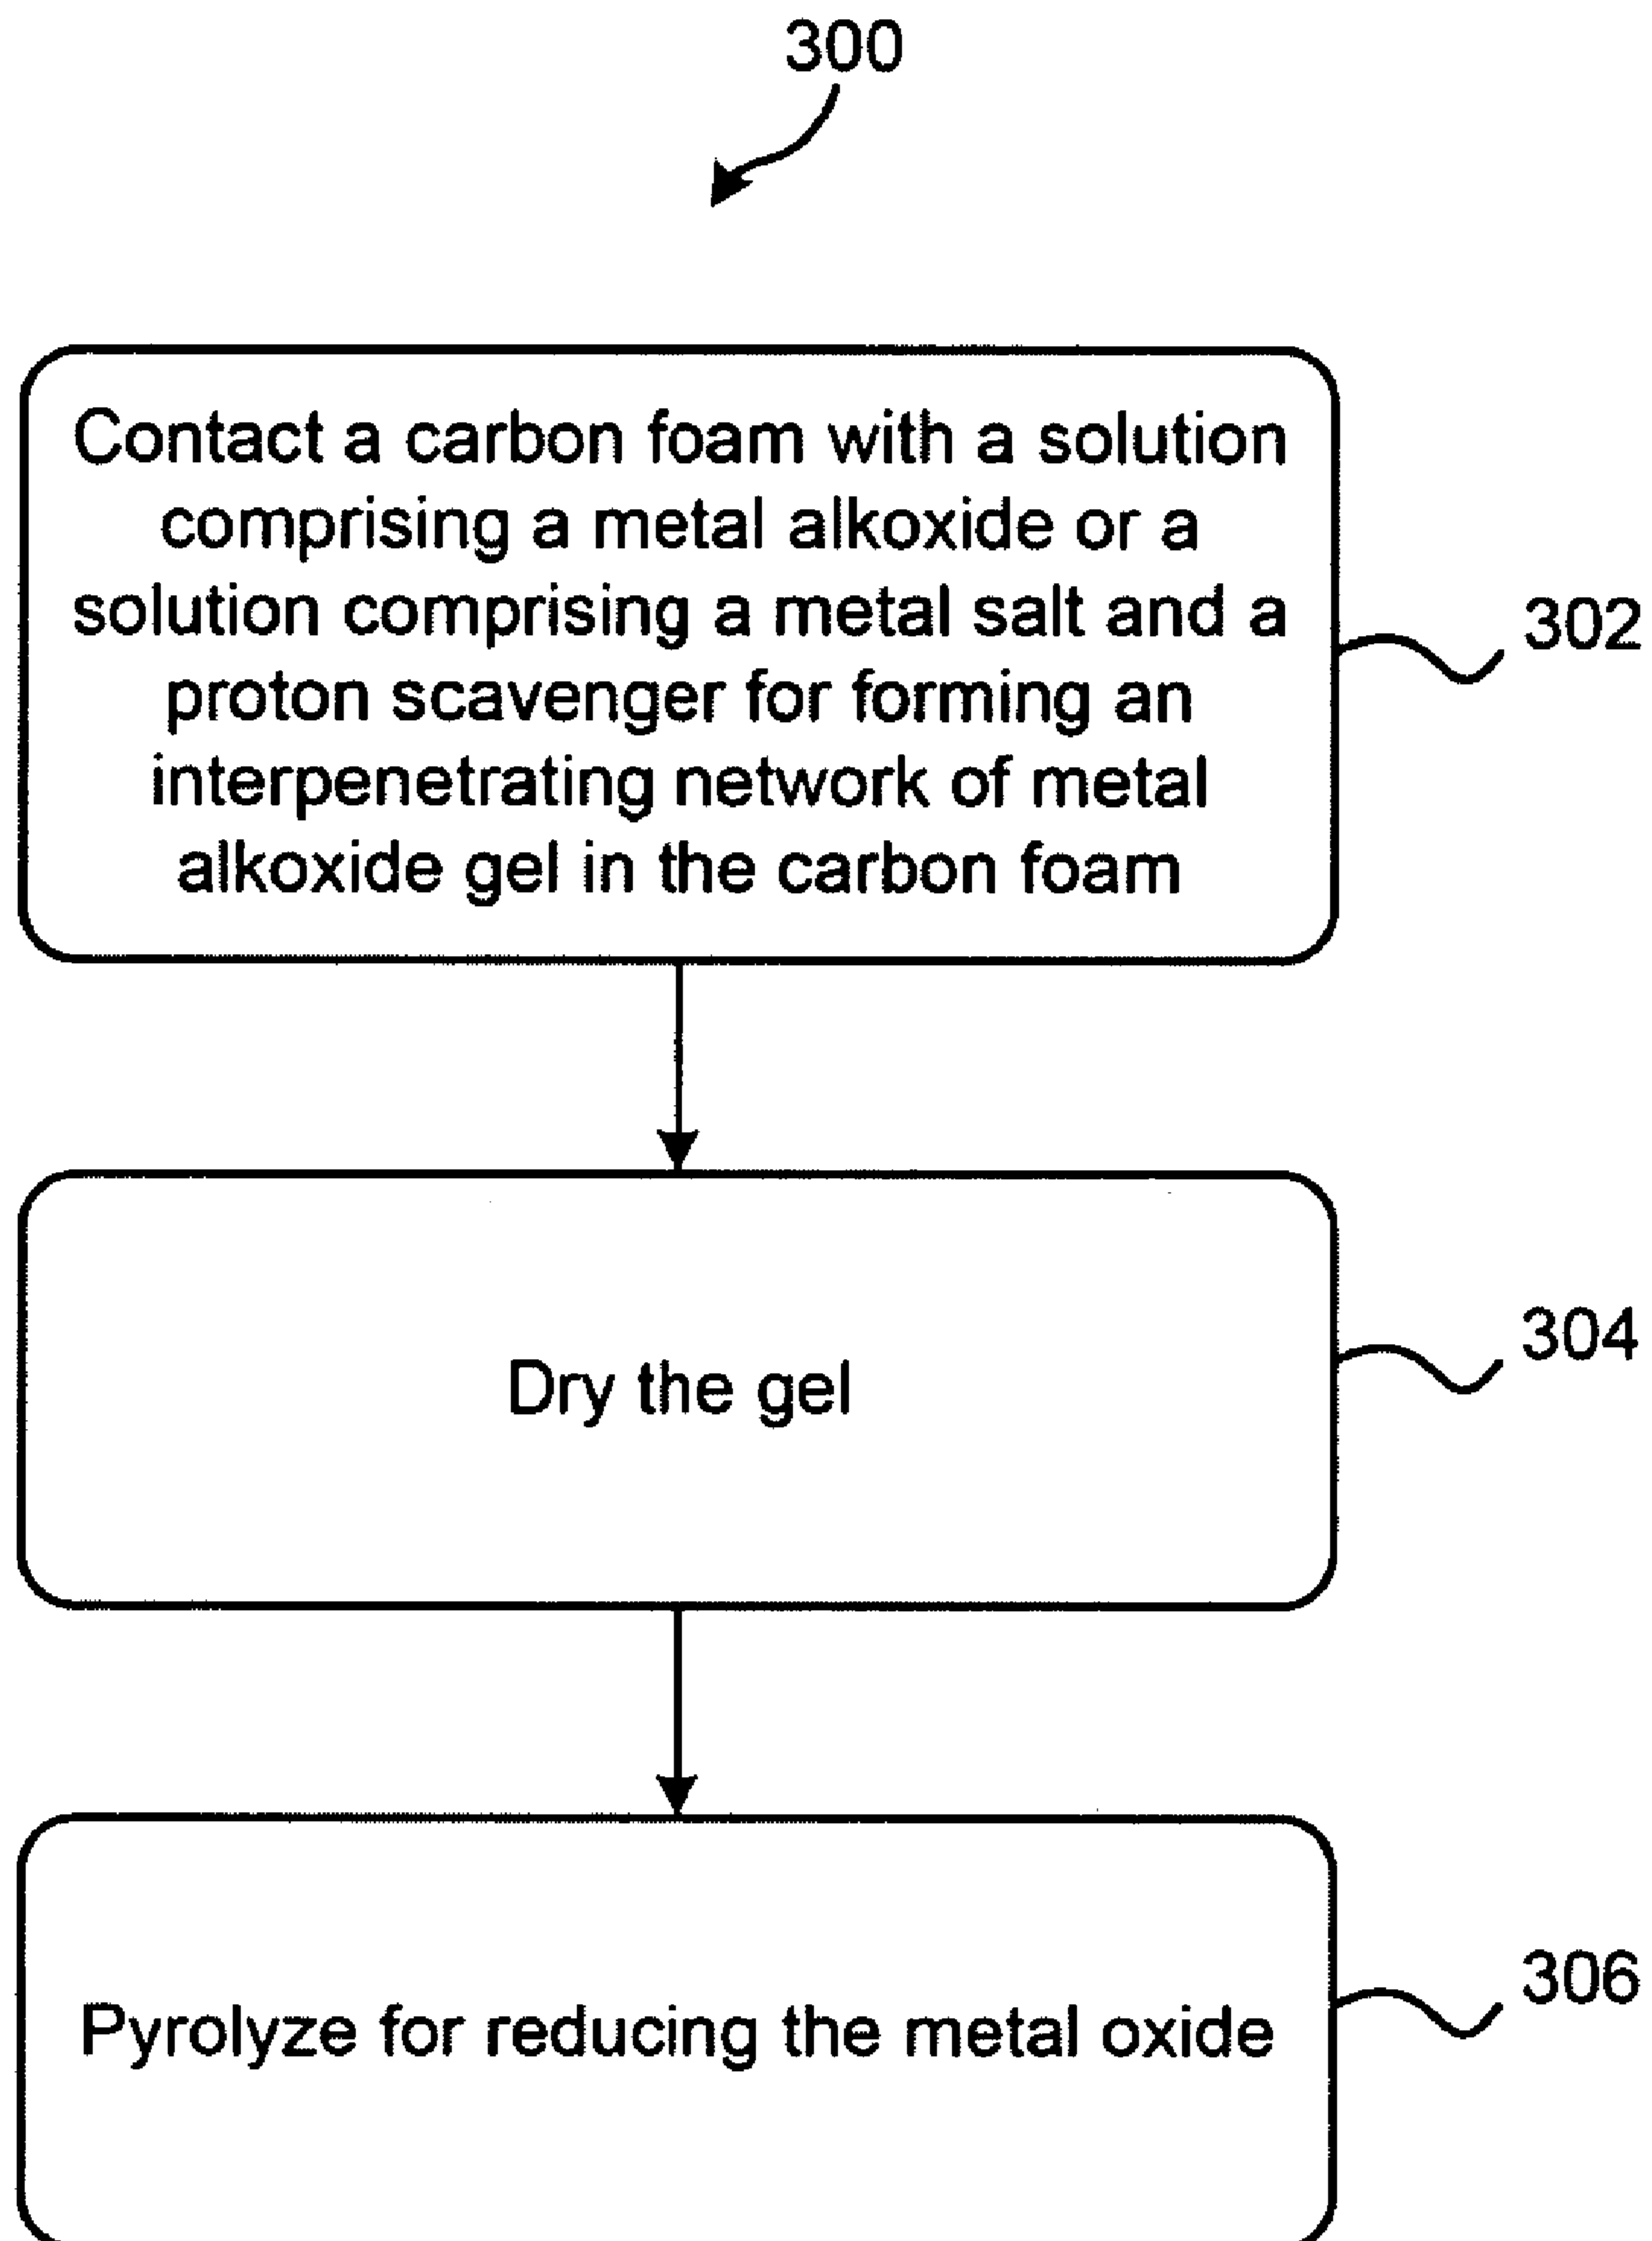 300
Contact a carbon foam with a solution
comprising a metal alkoxide or a
solution comprising a metal salt and a
proton scavenger for forming an
interpenetrating network of metal
alkoxide gel in the carbon foam
302
Dry the gel
304
Pyrolyze for reducing the metal oxide
306